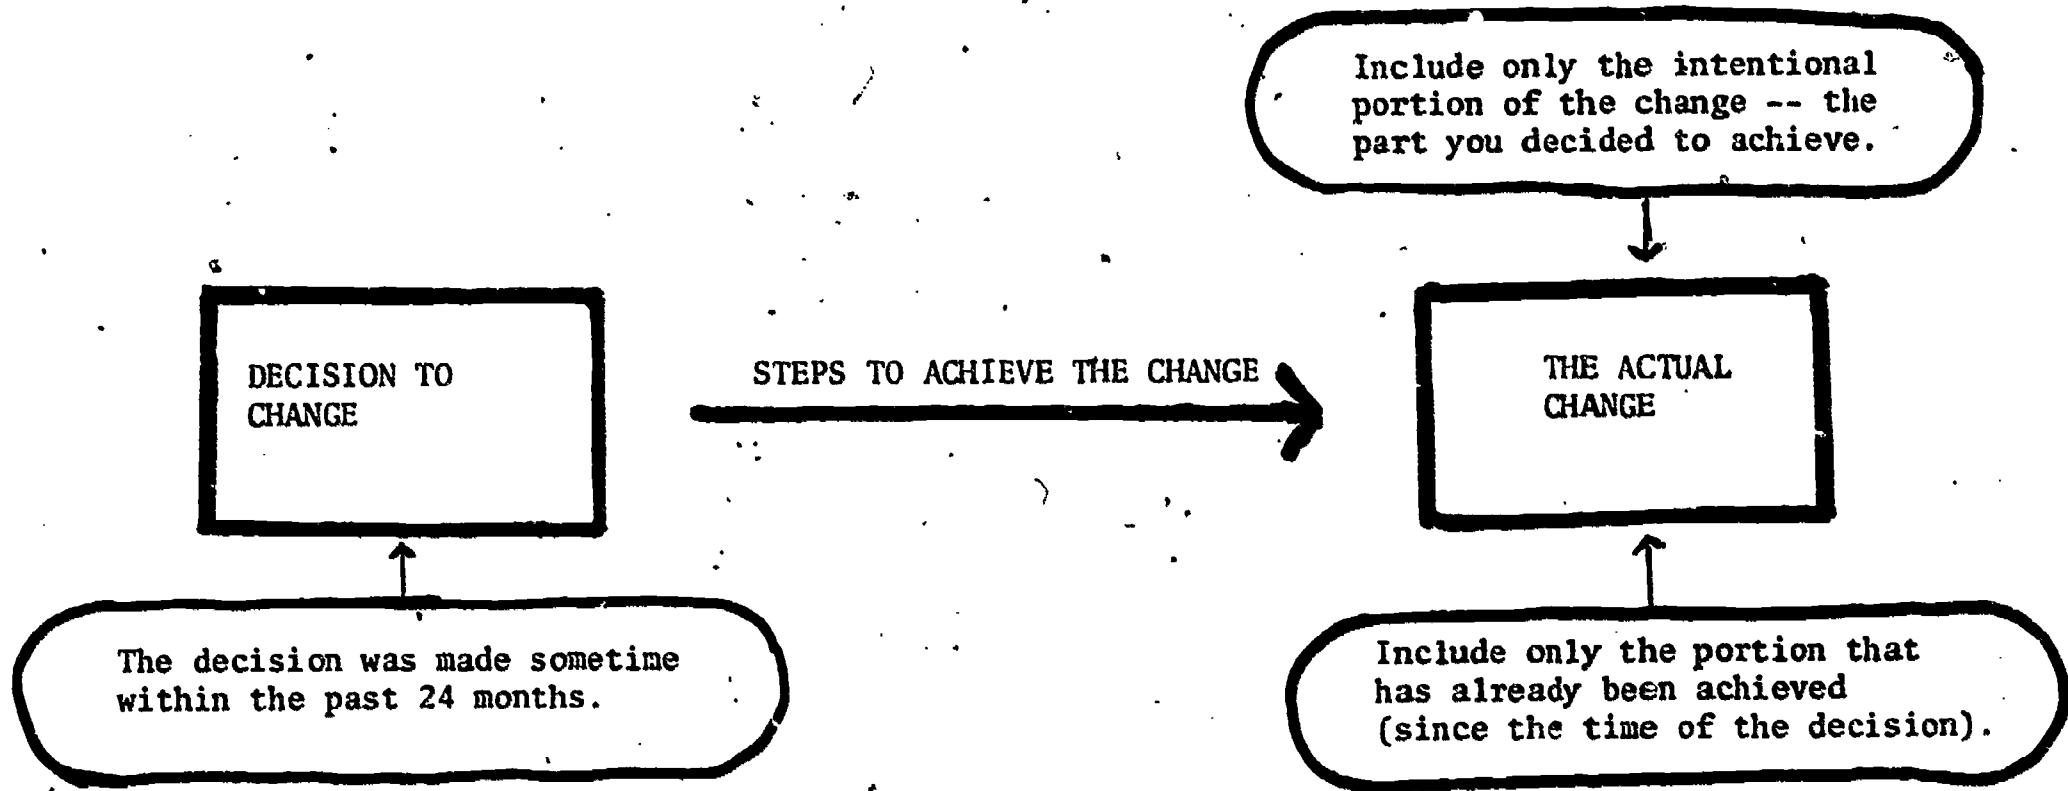 Include only the intentional
portion of the change -- the
part you decided to achieve.
DECISION TO
CHANGE
STEPS TO ACHIEVE THE CHANGE
THE ACTUAL
CHANGE
The decision was made sometime
within the past 24 months.
Include only the portion that
has already been achieved
(since the time of the decision).